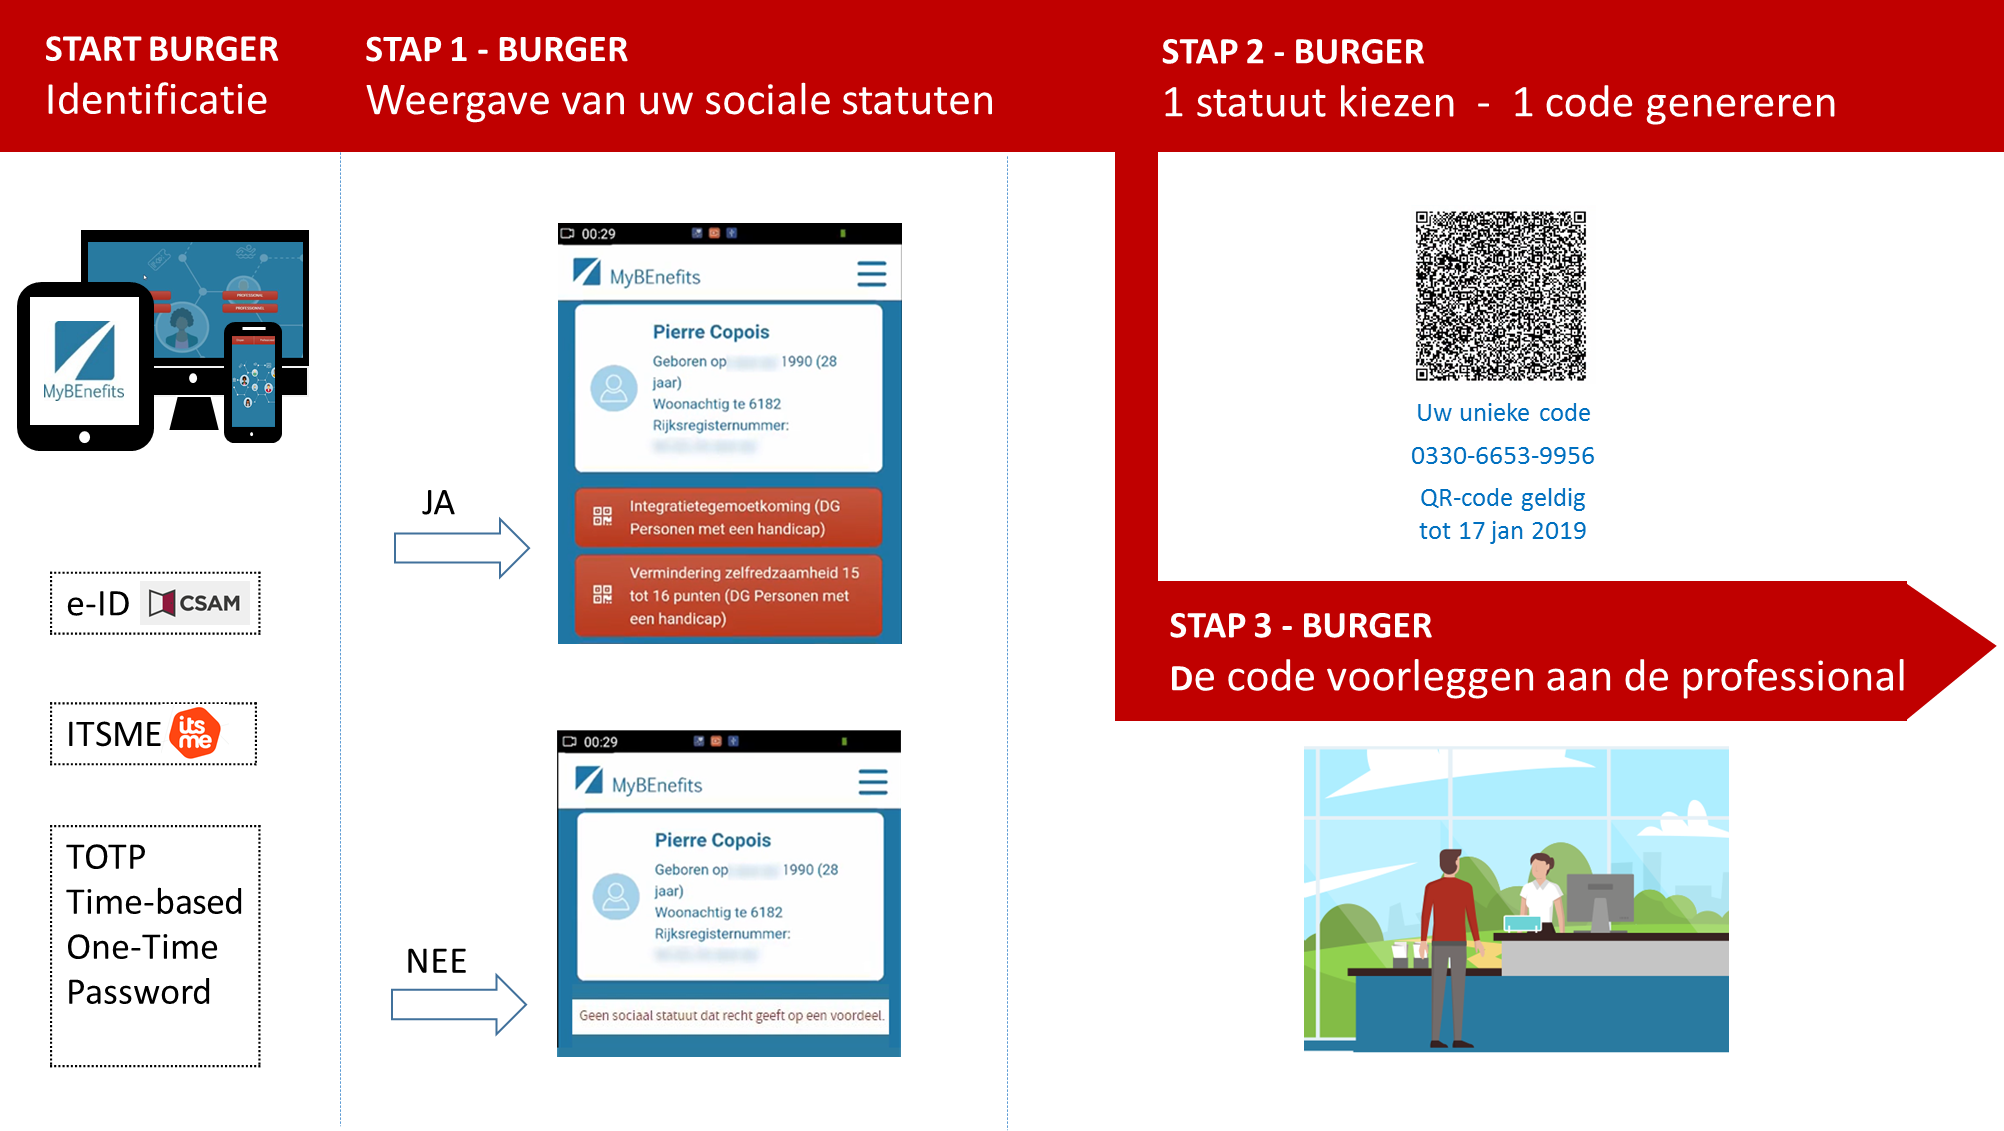 START BURGER
Identificatie
STAP 1 - BURGER
Weergave van uw sociale statuten
STAP 2 - BURGER
1 statuut kiezen - 1 code genereren
MyBEnefits
e-ID CSAM
ITSME its
me
TOTP
Time-based
One-Time
Password
JA
00:29
MyBEnefits
Pierre Copois
Geboren op 1990 (28
jaar)
Woonachtig te 6182
Rijksregisternummer:
Integratietegemoetkoming (DG
Personen met een handicap)
Vermindering zelfredzaamheid 15
tot 16 punten (DG Personen met
een handicap)
NEE
00:29
MyBEnefits
Pierre Copois
Geboren op 1990 (28
jaar)
Woonachtig te 6182
Rijksregisternummer:
Geen sociaal statuut dat recht geeft op een voordeel.
Uw unieke code
0330-6653-9956
QR-code geldig
tot 17 jan 2019
STAP 3 - BURGER
De code voorleggen aan de professional